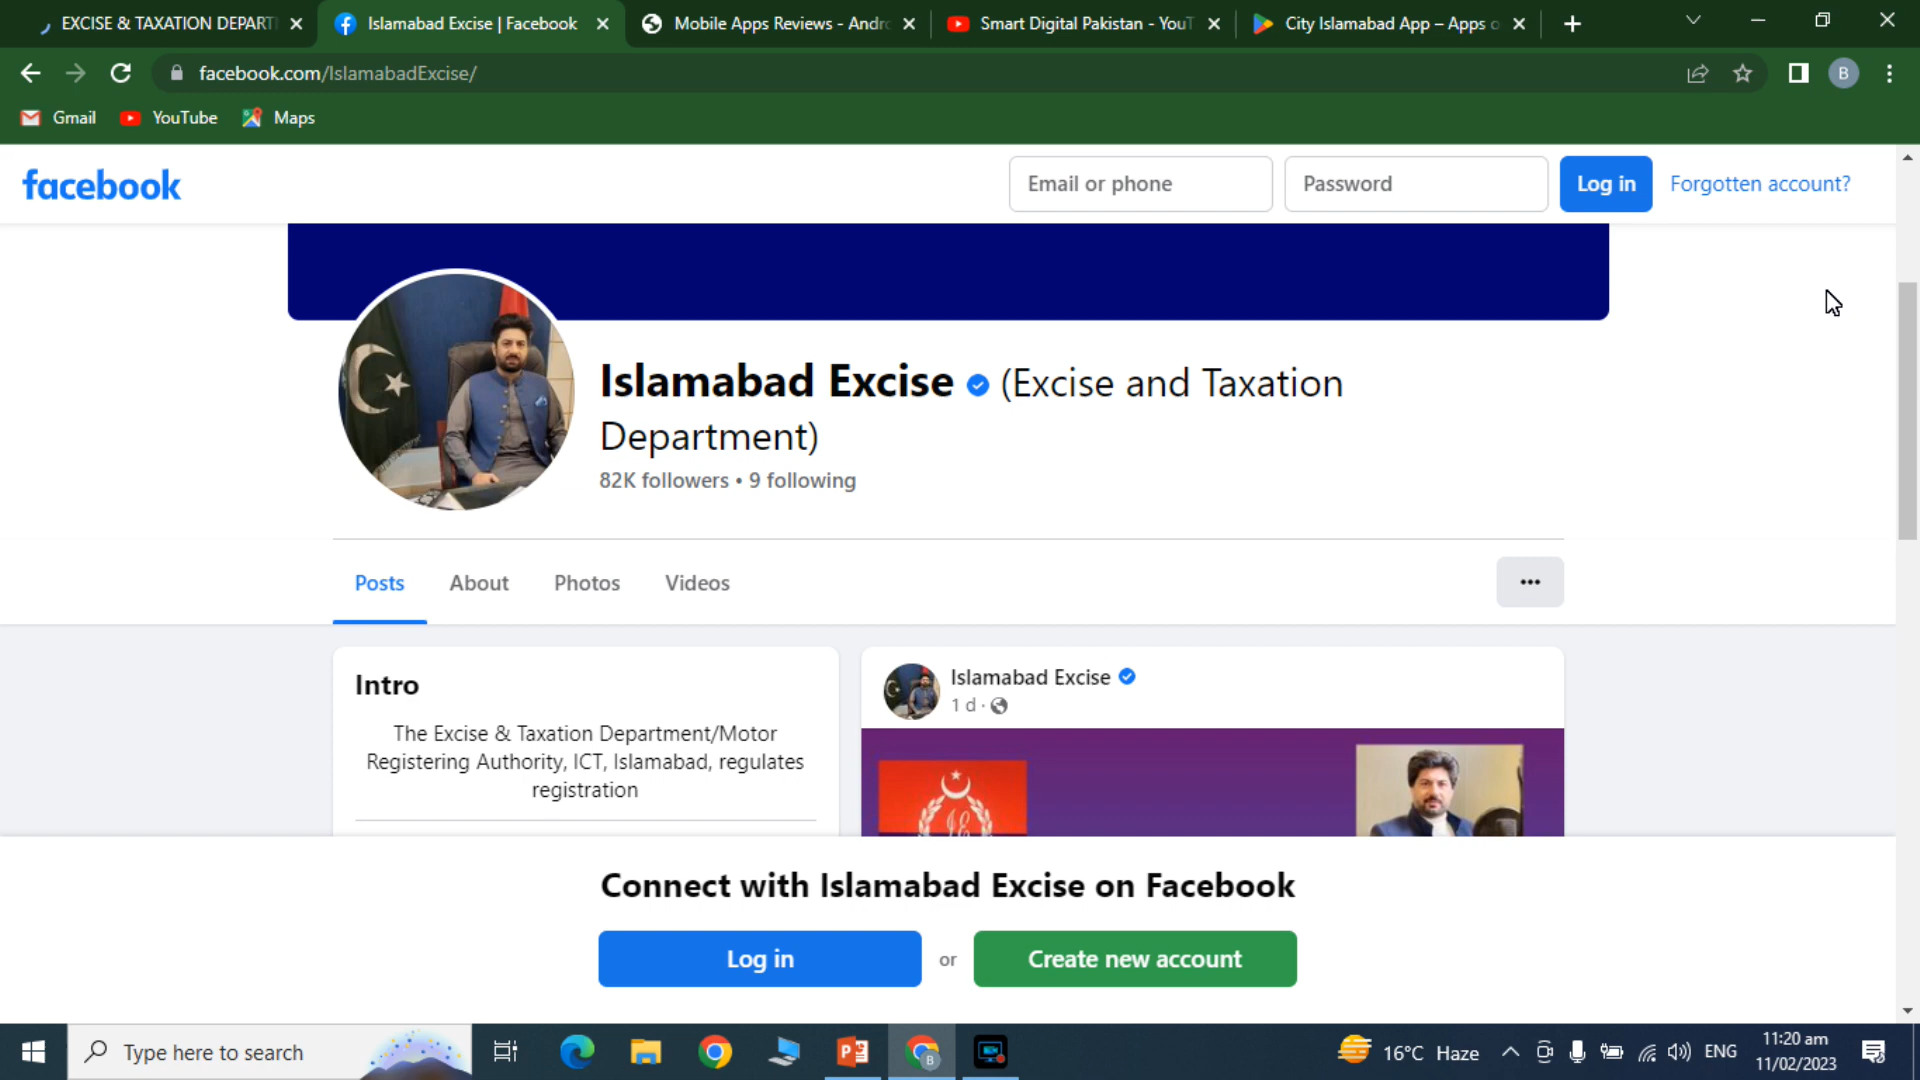 EXCISE & TAXATION DEPART
Islamabad Excise | Facebook
Mobile Apps Reviews - Andro
Smart Digital Pakistan - YouT
City Islamabad App – Apps o
facebook.com/IslamabadExcise/
B
Gmail
YouTube
Maps
facebook
Email or phone
Password
Log in
Forgotten account?
Islamabad Excise (Excise and Taxation
Department)
82K followers • 9 following
Posts
About
Photos
Videos
Intro
The Excise & Taxation Department/Motor
Registering Authority, ICT, Islamabad, regulates
registration
Islamabad Excise
1 d ·
Connect with Islamabad Excise on Facebook
Log in
or
Create new account
Type here to search
16°C Haze
ENG
11:20 am
11/02/2023